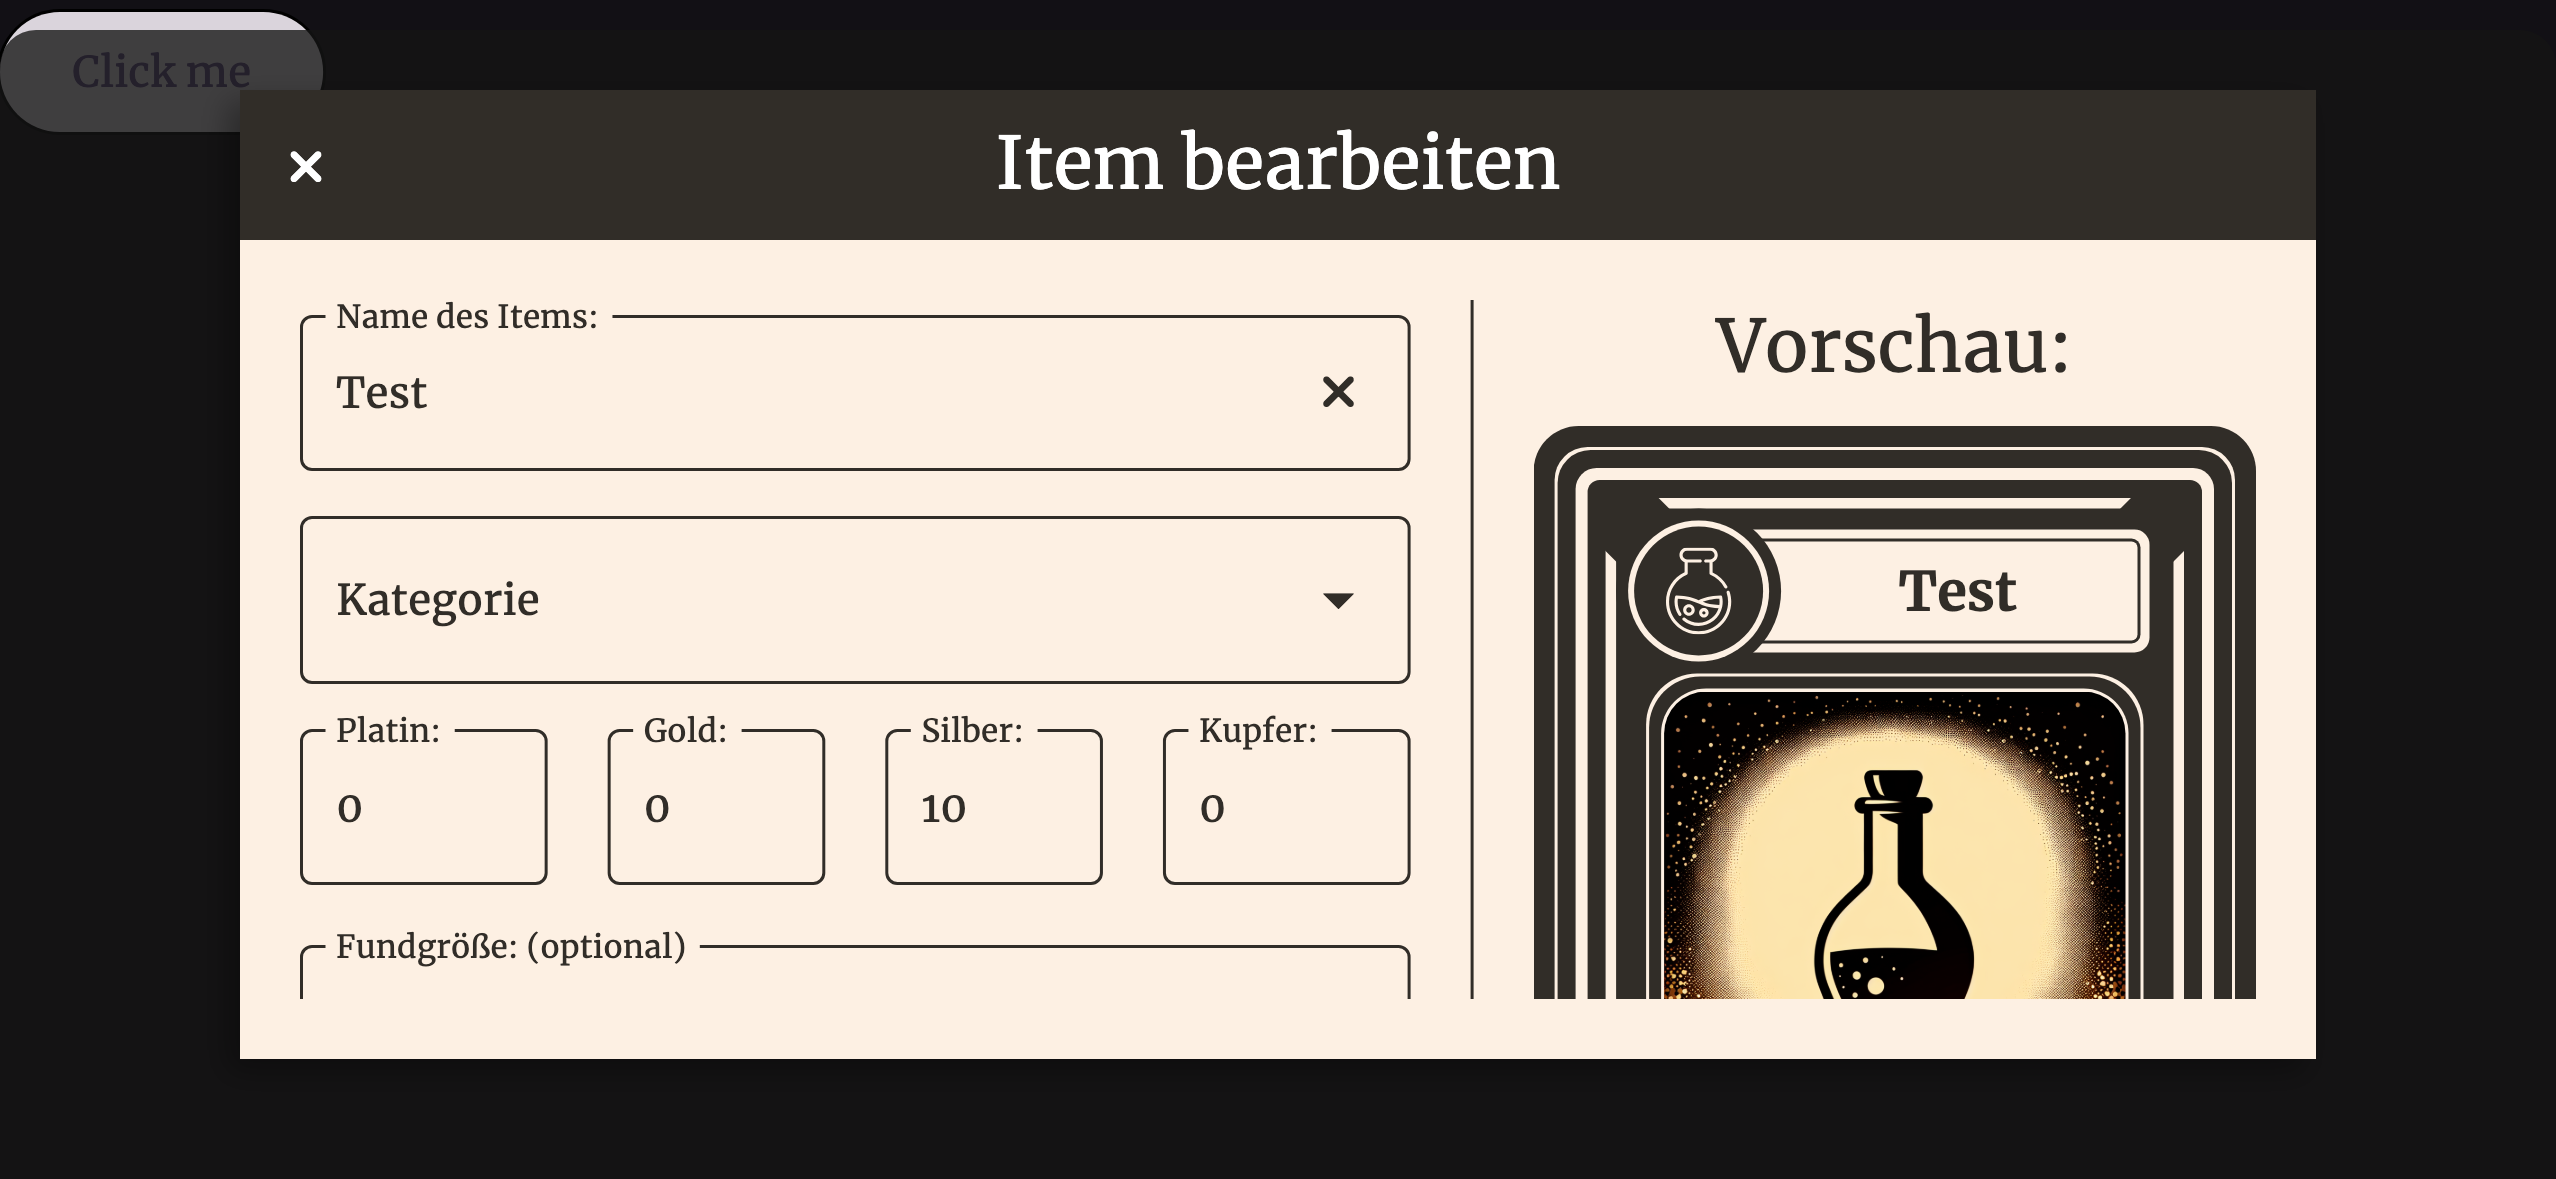 Click me
Item bearbeiten
Name des Items:
Test
Kategorie
Platin:
0
Gold:
0
Silber:
10
Kupfer:
0
Fundgröße: (optional)
Vorschau:
Test